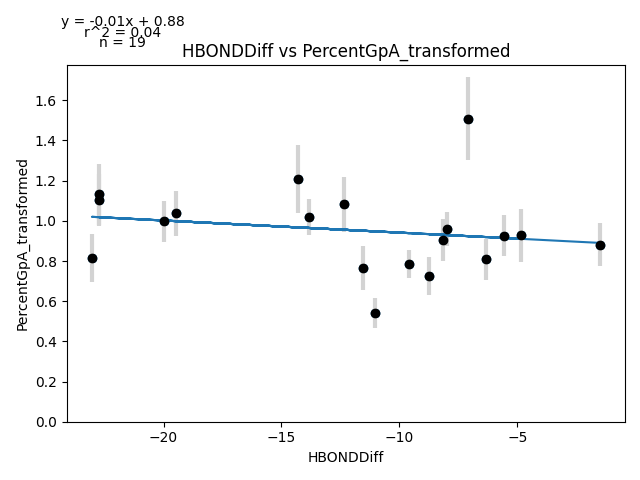 y = -0.01x + 0.88
r^2 = 0.04
n = 19
HBONDDiff vs PercentGpA_transformed
PercentGpA_transformed
1.6
1.4
1.2
1.0
0.8
0.6
0.4
0.2
0.0
−20
−15
−10
−5
HBONDDiff